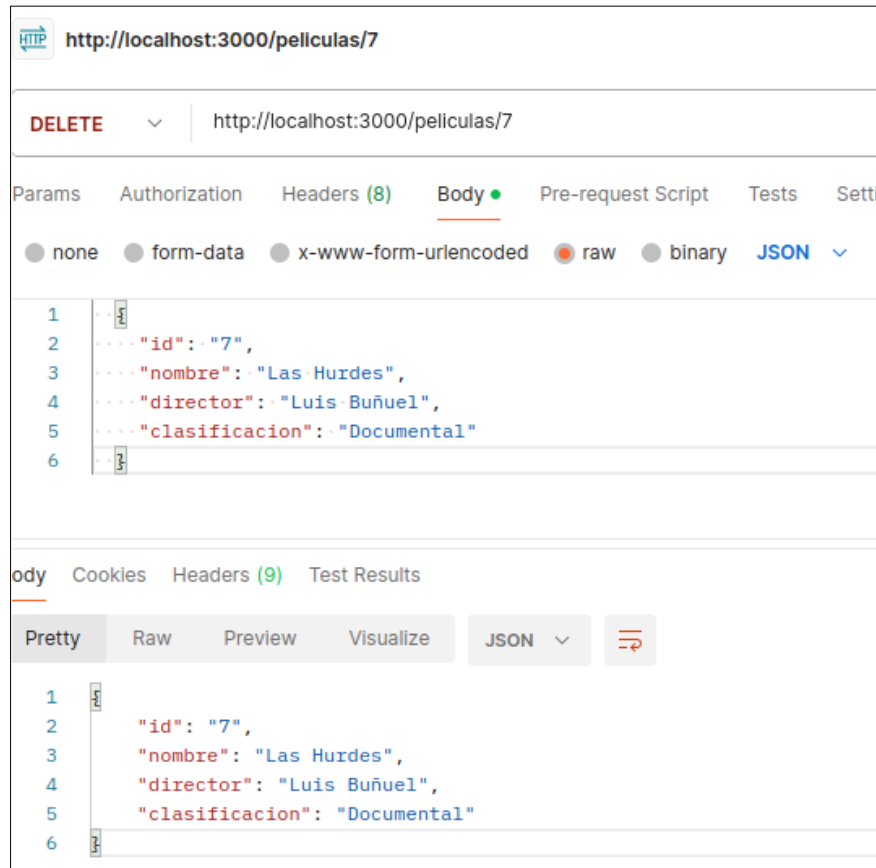 HTTP http://localhost:3000/peliculas/7
DELETE http://localhost:3000/peliculas/7
Params Authorization Headers (8) Body Pre-request Script Tests Setti
none form-data x-www-form-urlencoded raw binary JSON
1 {
2 "id": "7",
3 "nombre": "Las Hurdes",
4 "director": "Luis Buñuel",
5 "clasificacion": "Documental"
6 }
ody Cookies Headers (9) Test Results
Pretty Raw Preview Visualize JSON
1 {
2 "id": "7",
3 "nombre": "Las Hurdes",
4 "director": "Luis Buñuel",
5 "clasificacion": "Documental"
6 }